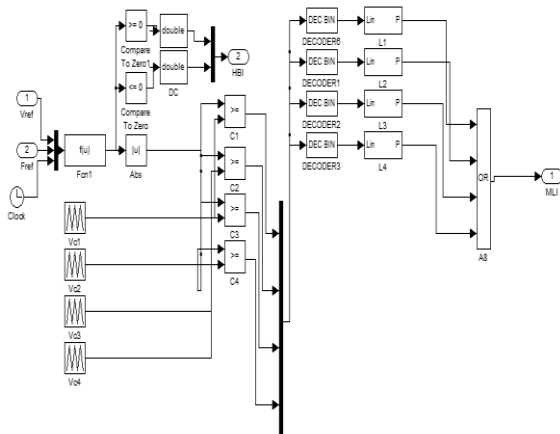 1
Vref
2
Fref
Clock
f(u)
Fcn1
>= 0
Compare
To Zero1
<= 0
Compare
To Zero
double
double
DC
2
HBI
|u|
Abs
Vc1
Vc2
Vc3
Vc4
>=
C1
>=
C2
>=
C3
>=
C4
DEC BIN
DECODER6
DEC BIN
DECODER1
DEC BIN
DECODER2
DEC BIN
DECODER3
Lin P
L1
Lin P
L2
Lin P
L3
Lin P
L4
OR
A8
1
MLI